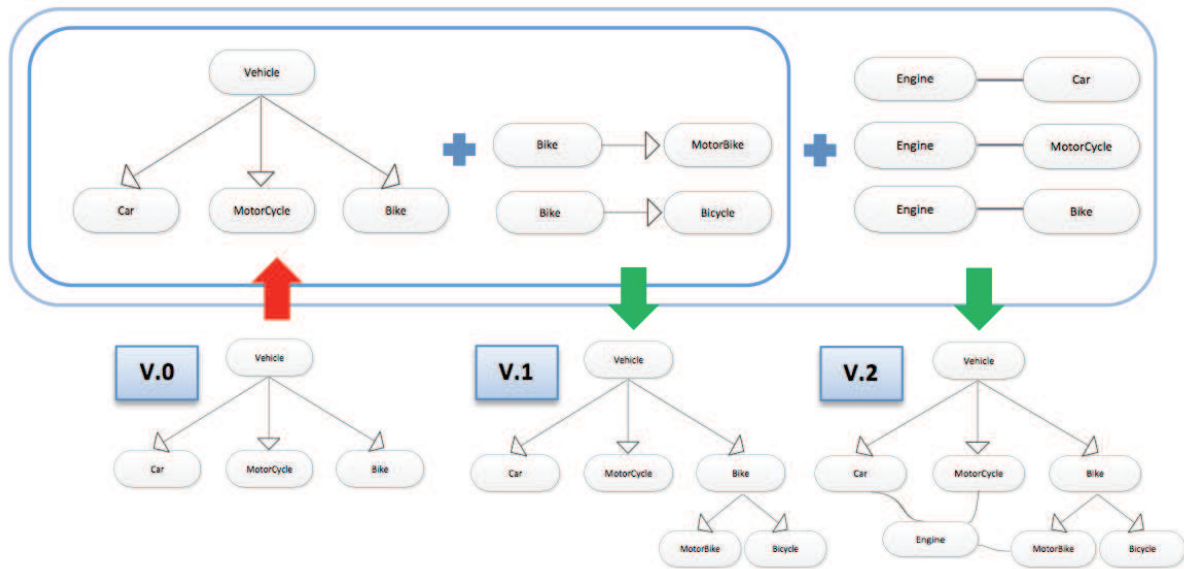 Vehicle
Car
MotorCycle
Bike
Bike
MotorBike
Bike
Bicycle
Engine
Car
Engine
MotorCycle
Engine
Bike
V.0
Vehicle
Car
MotorCycle
Bike
V.1
Vehicle
Car
MotorCycle
Bike
MotorBike
Bicycle
V.2
Vehicle
Car
MotorCycle
Bike
Engine
MotorBike
Bicycle